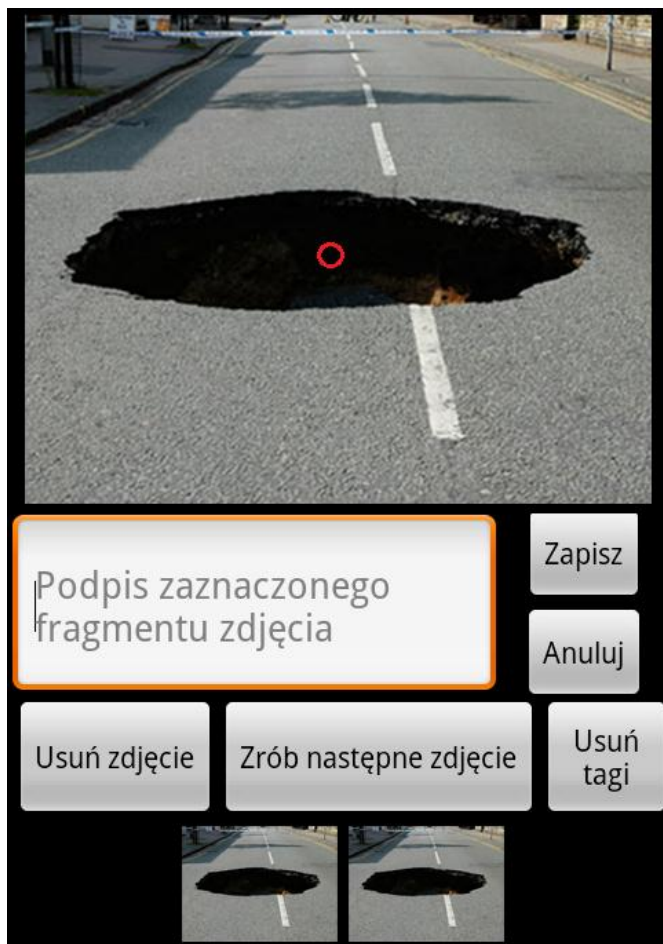 Podpis zaznaczonego
fragmentu zdjęcia
Zapisz
Anuluj
Usuń zdjęcie
Zrób następne zdjęcie
Usuń
tagi